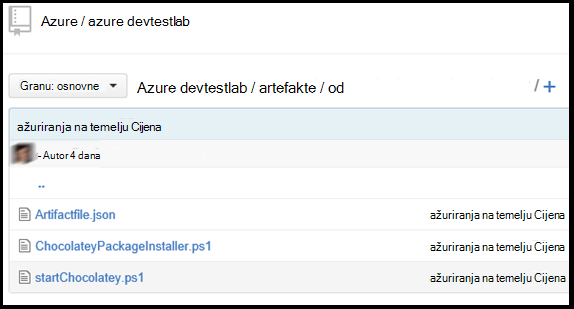 Azure / azure devtestlab
Granu: osnovne
Azure devtestlab / artefakte / od / +
ažuriranja na temelju Cijena
- Autor 4 dana
..
Artifactfile.json ažuriranja na temelju Cijena
ChocolateyPackageInstaller.ps1 ažuriranja na temelju Cijena
startChocolatey.ps1 ažuriranja na temelju Cijena